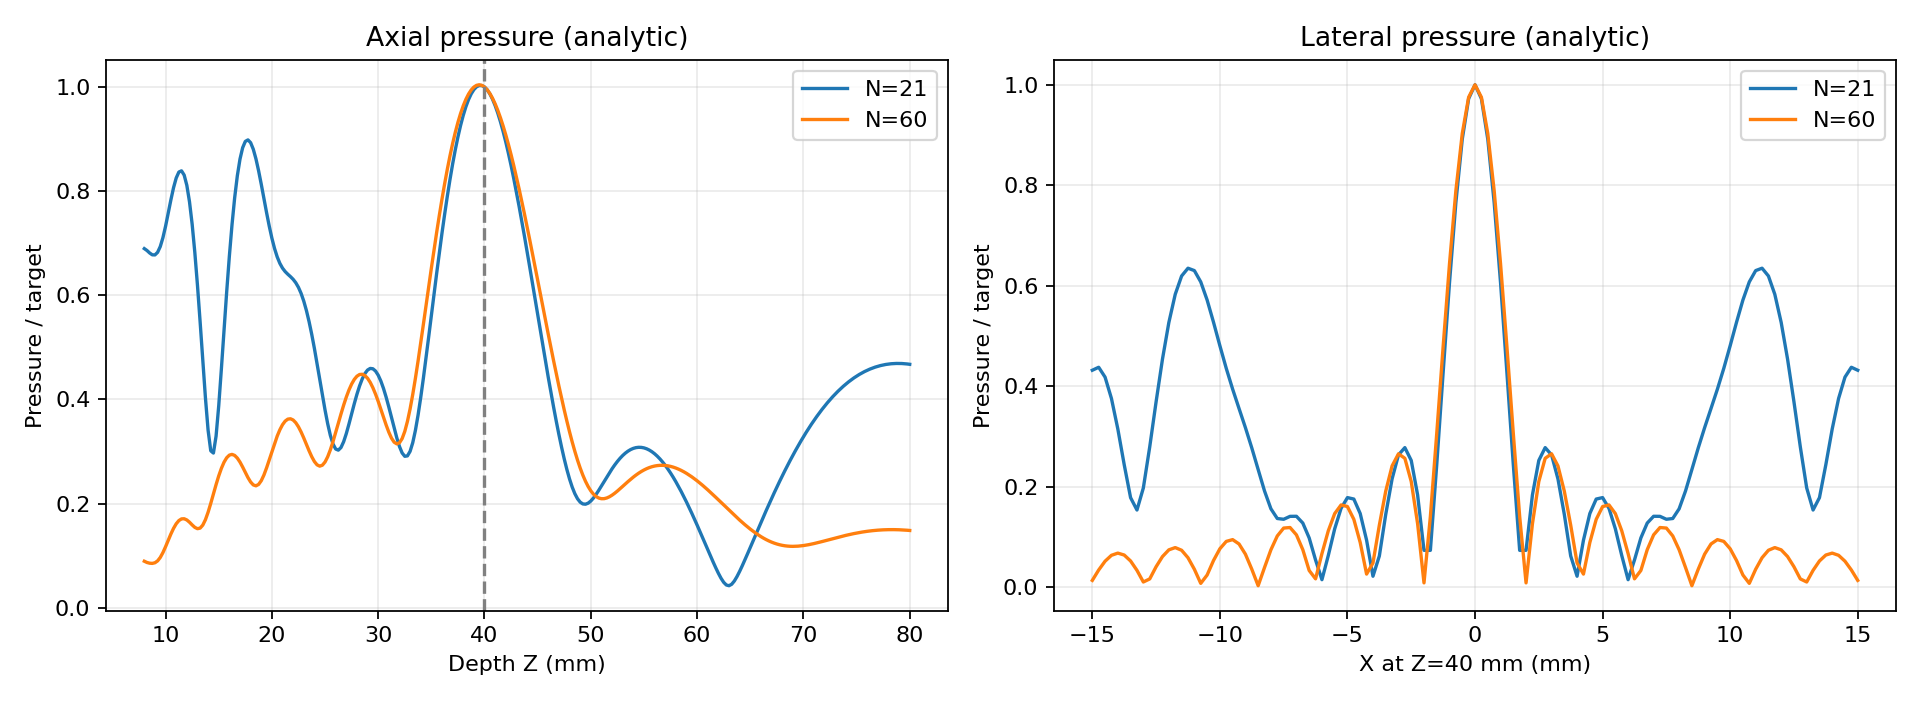 Axial pressure (analytic)
Pressure / target
1.0
0.8
0.6
0.4
0.2
0.0
10 20 30 40 50 60 70 80
Depth Z (mm)
N=21
N=60
Lateral pressure (analytic)
Pressure / target
1.0
0.8
0.6
0.4
0.2
0.0
−15 −10 −5 0 5 10 15
X at Z=40 mm (mm)
N=21
N=60